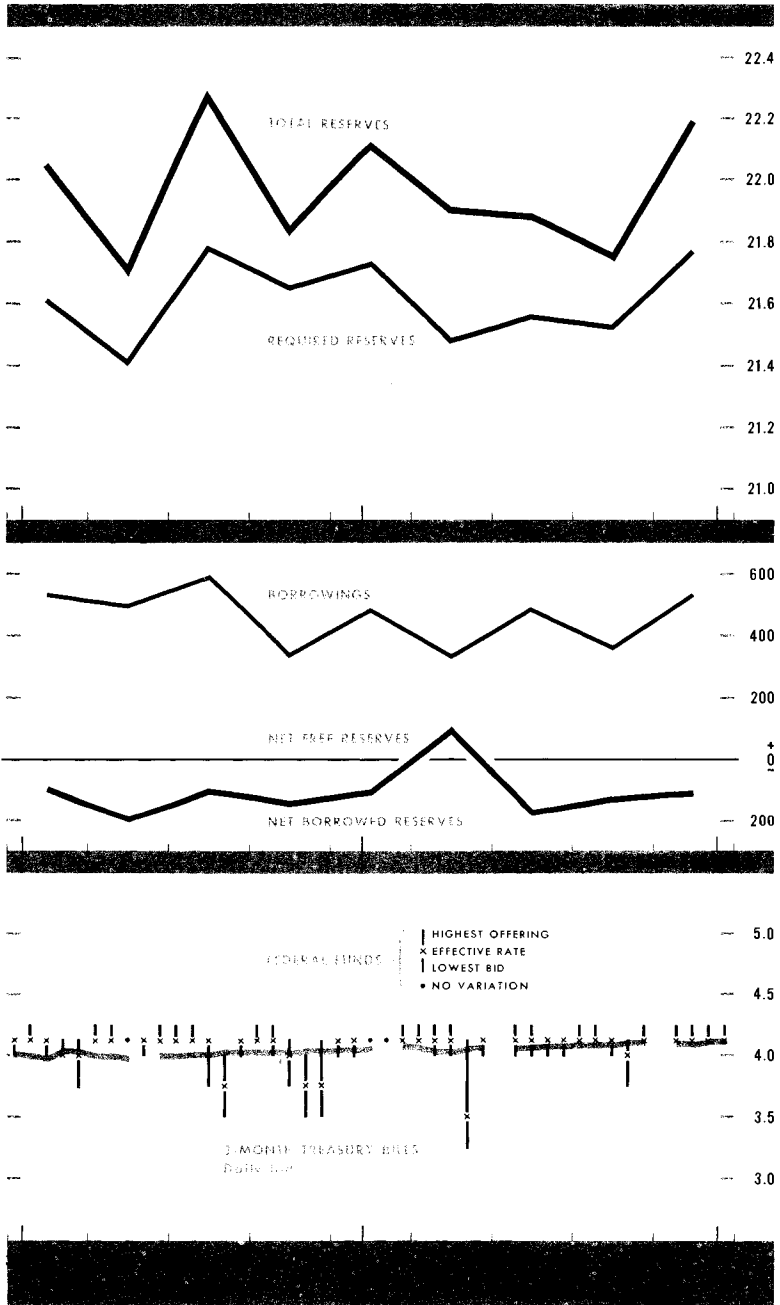 22.4
22.2
TOTAL RESERVES
22.0
21.8
21.6
REQUIRED RESERVES
21.4
21.2
21.0
600
BORROWINGS
400
200
NET FREE RESERVES
+
0
–
NET BORROWED RESERVES
200
5.0
HIGHEST OFFERING
× EFFECTIVE RATE
FEDERAL FUNDS
LOWEST BID
• NO VARIATION
4.5
4.0
3.5
3-MONTH TREASURY BILLS
Daily
3.0